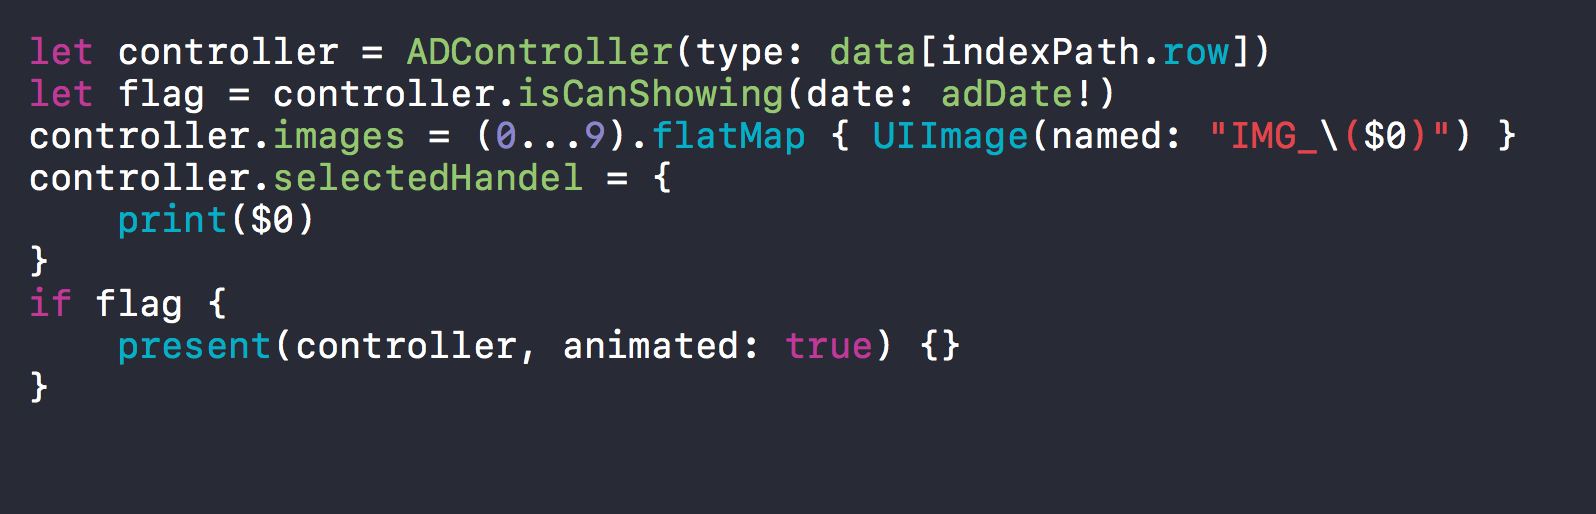 let controller = ADController(type: data[indexPath.row])
let flag = controller.isCanShowing(date: adDate!)
controller.images = (0...9).flatMap { UIImage(named: "IMG_\($0)") }
controller.selectedHandel = {
    print($0)
}
if flag {
    present(controller, animated: true) {}
}